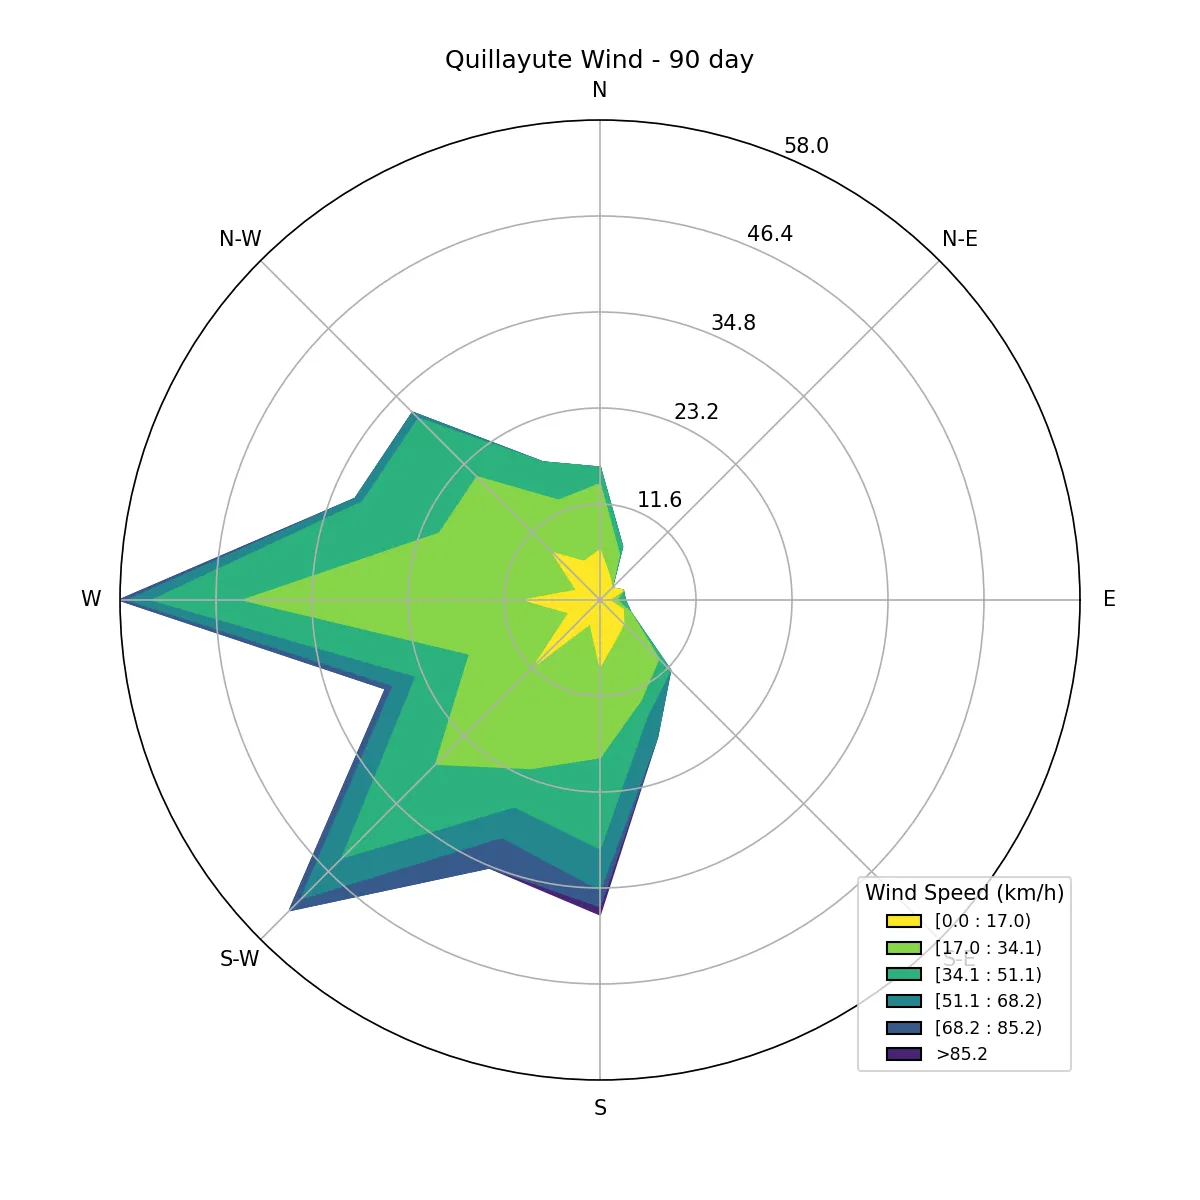 Quillayute Wind - 90 day
N
58.0
46.4
N-W
N-E
34.8
23.2
11.6
W
E
S-W
S-E
Wind Speed (km/h)
[0.0 : 17.0)
[17.0 : 34.1)
[34.1 : 51.1)
[51.1 : 68.2)
[68.2 : 85.2)
>85.2
S